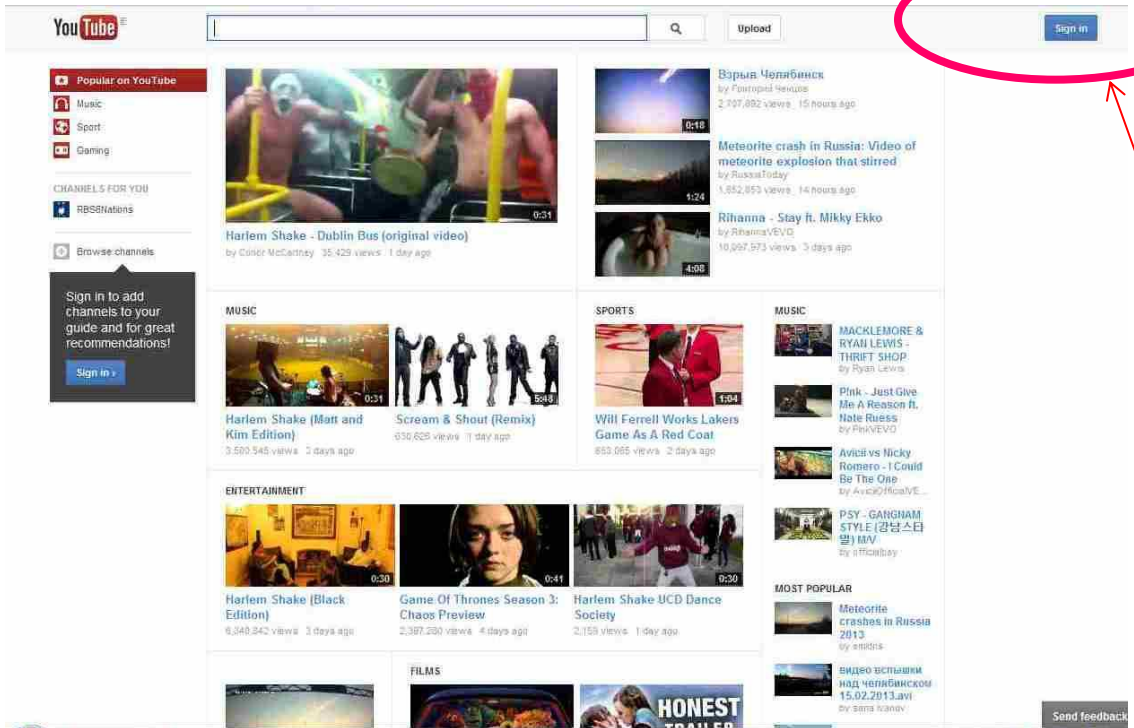 YouTube IE
Upload
Sign in
Popular on YouTube
Music
Sport
Gaming
CHANNELS FOR YOU
RBS6Nations
Browse channels
Sign in to add
channels to your
guide and for great
recommendations!
Sign in ›
0:31
Harlem Shake - Dublin Bus (original video)
by Conor McCartney 35,429 views 1 day ago
0:18
Взрыв Челябинск
by Григорий Ченцов
2,707,892 views 15 hours ago
1:24
Meteorite crash in Russia: Video of
meteorite explosion that stirred
by RussiaToday
1,852,853 views 14 hours ago
4:08
Rihanna - Stay ft. Mikky Ekko
by RihannaVEVO
10,097,973 views 3 days ago
MUSIC
0:31
Harlem Shake (Matt and
Kim Edition)
3,580,545 views 3 days ago
5:48
Scream & Shout (Remix)
630,626 views 1 day ago
SPORTS
1:04
Will Ferrell Works Lakers
Game As A Red Coat
853,065 views 2 days ago
MUSIC
MACKLEMORE &
RYAN LEWIS -
THRIFT SHOP
by Ryan Lewis
P!nk - Just Give
Me A Reason ft.
Nate Ruess
by PinkVEVO
Avicii vs Nicky
Romero - I Could
Be The One
by AviciiOfficialVE...
PSY - GANGNAM
STYLE (강남스타
일) M/V
by officialpsy
ENTERTAINMENT
0:30
Harlem Shake (Black
Edition)
6,340,842 views 3 days ago
0:41
Game Of Thrones Season 3:
Chaos Preview
2,387,280 views 4 days ago
0:30
Harlem Shake UCD Dance
Society
2,159 views 1 day ago
MOST POPULAR
Meteorite
crashes in Russia
2013
видео вспышки
над челябинском
15.02.2013.avi
by sana ivanov
FILMS
HONEST
TRAILER
Send feedback